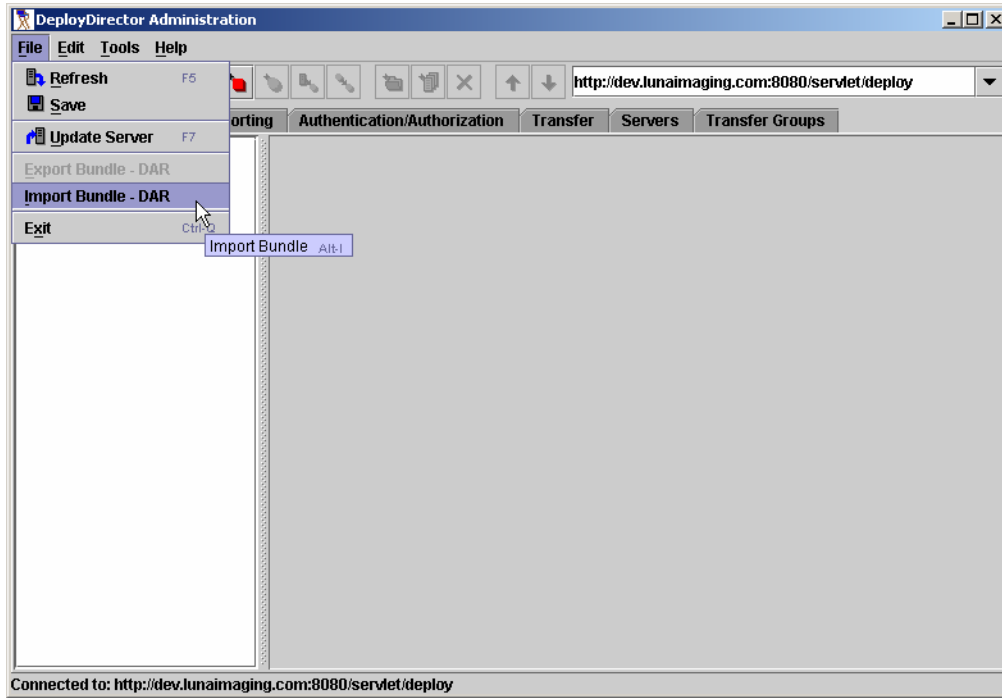 DeployDirector Administration
File Edit Tools Help
Refresh F5
Save
http://dev.lunaimaging.com:8080/servlet/deploy
orting Authentication/Authorization Transfer Servers Transfer Groups
Update Server F7
Export Bundle - DAR
Import Bundle - DAR
Exit Ctrl-Q
Import Bundle Alt-I
Connected to: http://dev.lunaimaging.com:8080/servlet/deploy